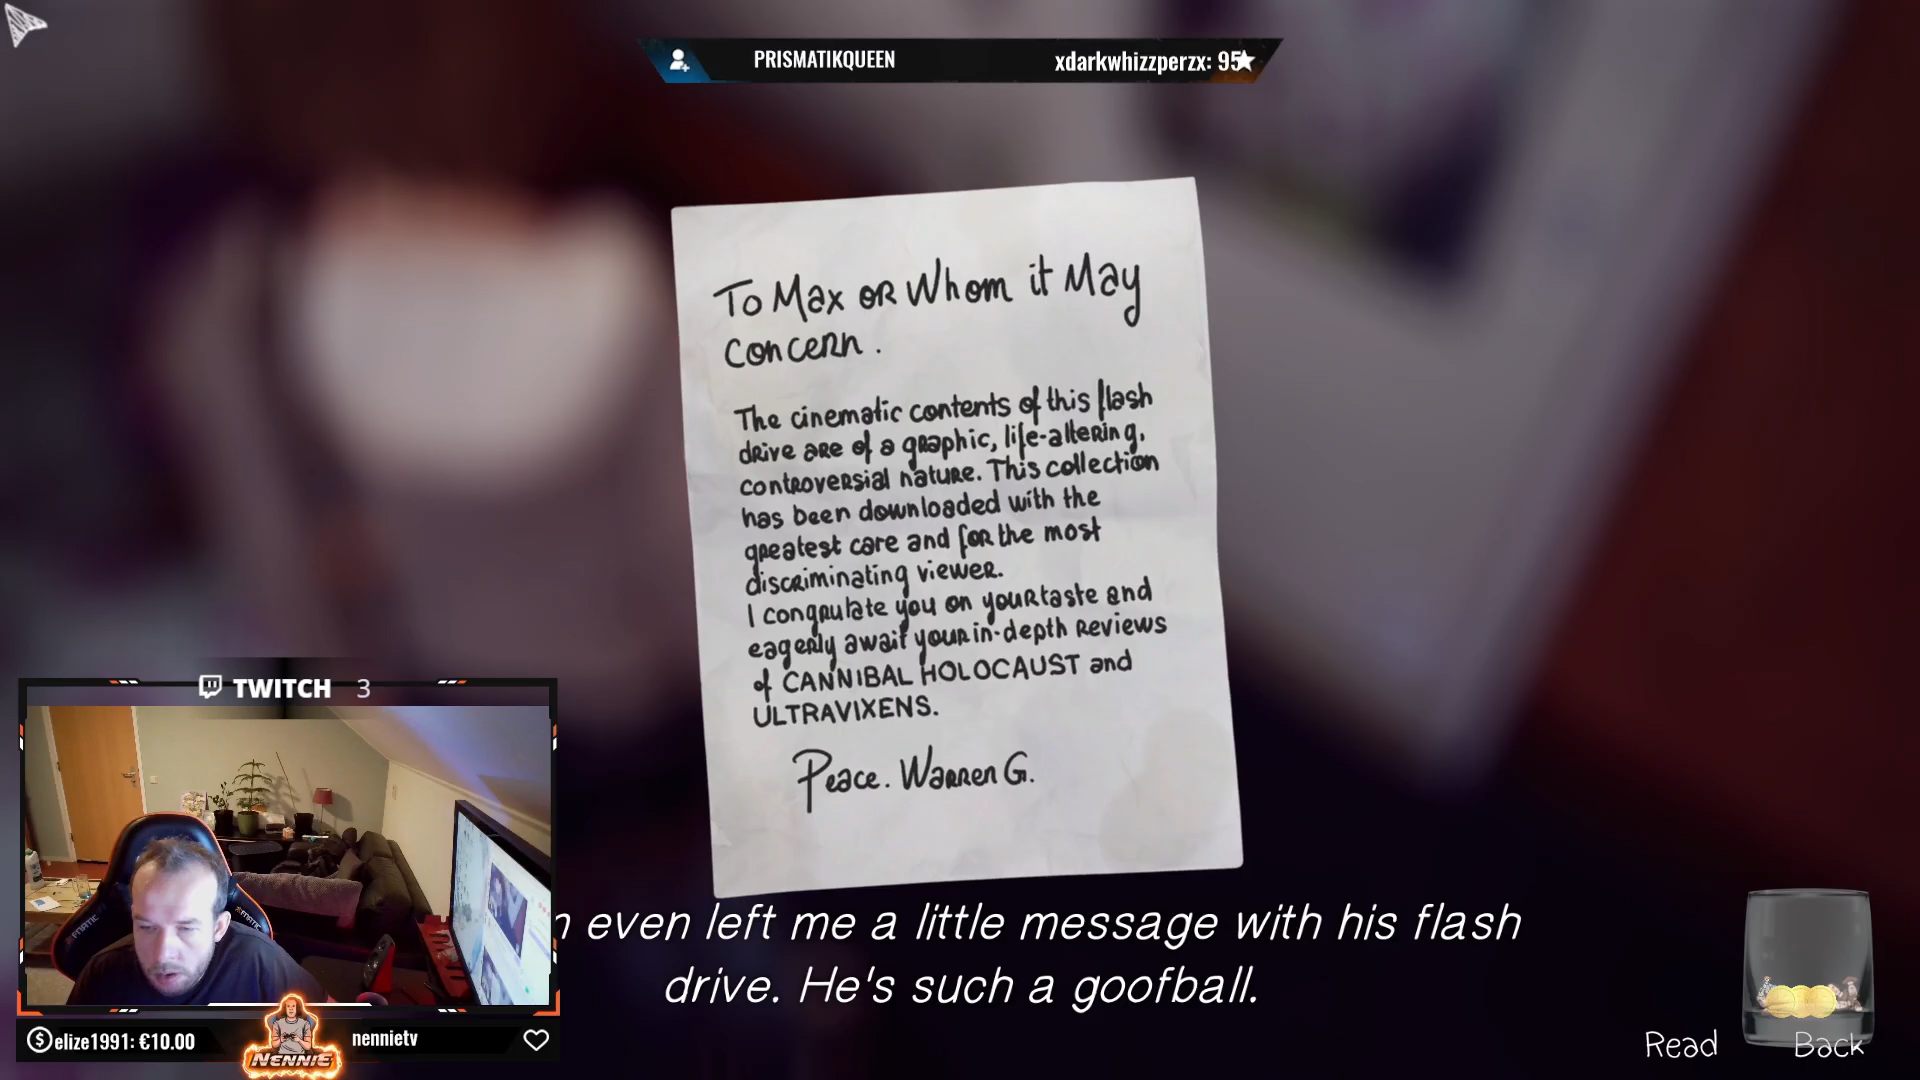 PRISMATIKQUEEN
xdarkwhizzperzx: 95
To Max or Whom it May
Concern.
The cinematic contents of this flash
drive are of a graphic, life-altering,
controversial nature. This collection
has been downloaded with the
greatest care and for the most
discriminating viewer.
I congrulate you on your taste and
eagerly await your in-depth reviews
of CANNIBAL HOLOCAUST and
ULTRAVIXENS.
Peace. Warren G.
TWITCH 3
even left me a little message with his flash
drive. He's such a goofball.
elize1991: €10.00
NENNIE
nennietv
Read
Back